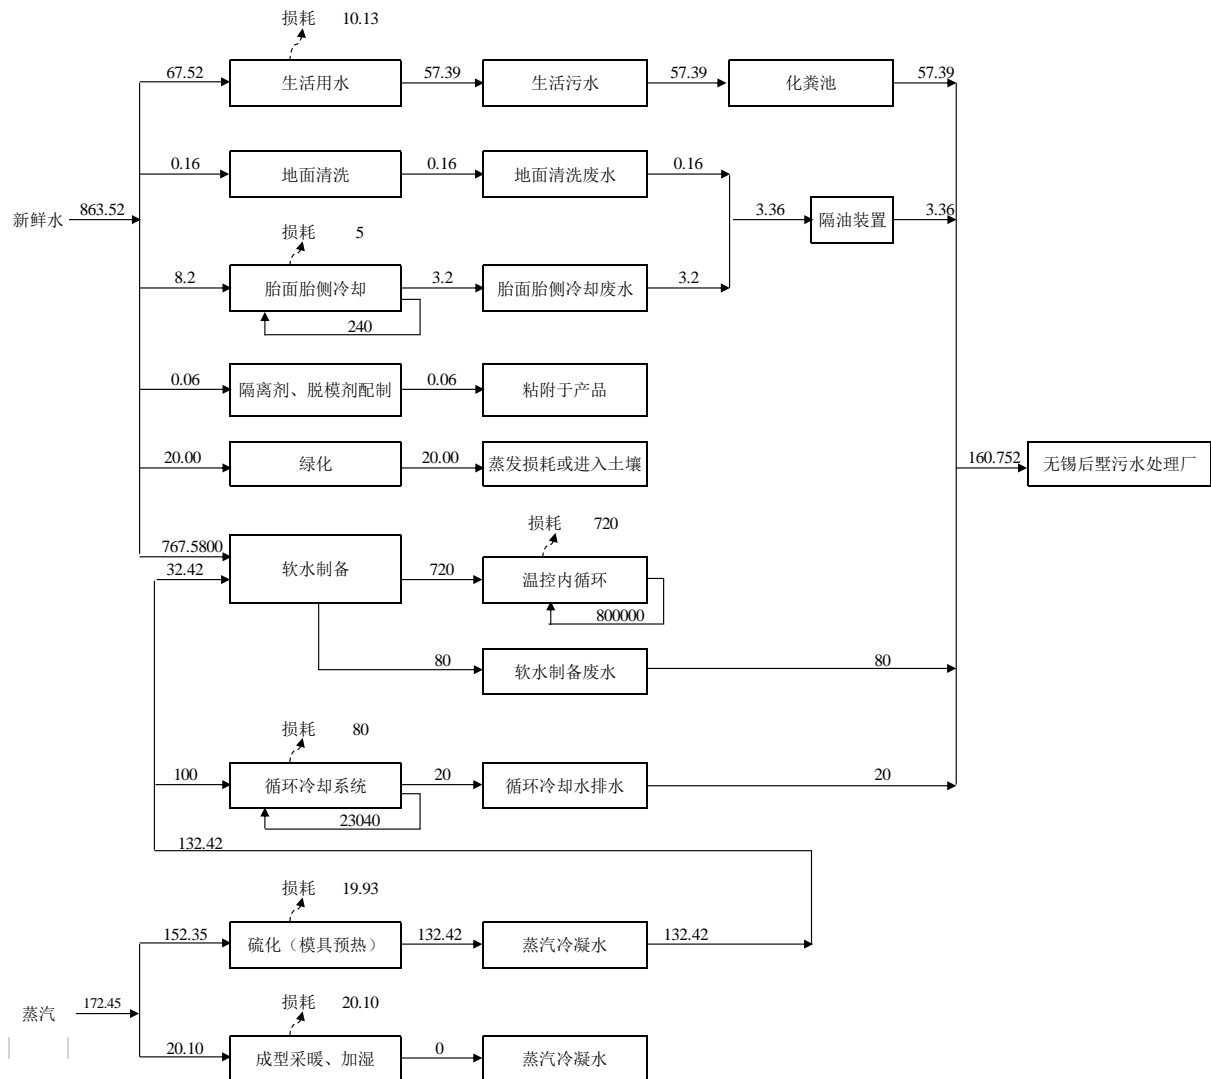 损耗 10.13
67.52 生活用水 57.39 生活污水 57.39 化粪池 57.39
0.16 地面清洗 0.16 地面清洗废水 0.16
新鲜水 863.52 3.36 隔油装置 3.36
损耗 5
8.2 胎面胎侧冷却 3.2 胎面胎侧冷却废水 3.2
240
0.06 隔离剂、脱模剂配制 0.06 粘附于产品
20.00 绿化 20.00 蒸发损耗或进入土壤 160.752 无锡后墅污水处理厂
损耗 720
767.5800
32.42 软水制备 720 温控内循环
800000
80 软水制备废水 80
损耗 80
100 循环冷却系统 20 循环冷却水排水 20
23040
132.42
损耗 19.93
152.35 硫化（模具预热） 132.42 蒸汽冷凝水 132.42
蒸汽 172.45
损耗 20.10
20.10 成型采暖、加湿 0 蒸汽冷凝水